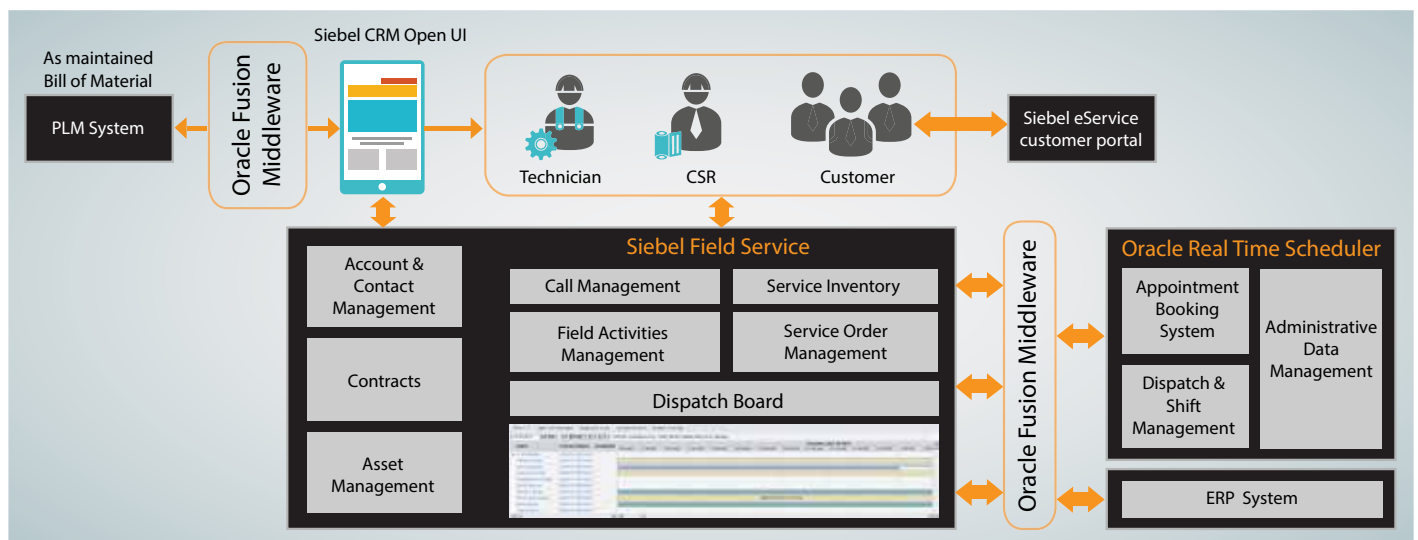 Siebel CRM Open UI
As maintained
Bill of Material
PLM System
Oracle Fusion
Middleware
Technician
CSR
Customer
Siebel eService
customer portal
Siebel Field Service
Account &
Contact
Management
Contracts
Asset
Management
Call Management
Service Inventory
Field Activities
Management
Service Order
Management
Dispatch Board
Oracle Fusion Middleware
Oracle Real Time Scheduler
Appointment
Booking
System
Dispatch &
Shift
Management
Administrative
Data
Management
ERP System